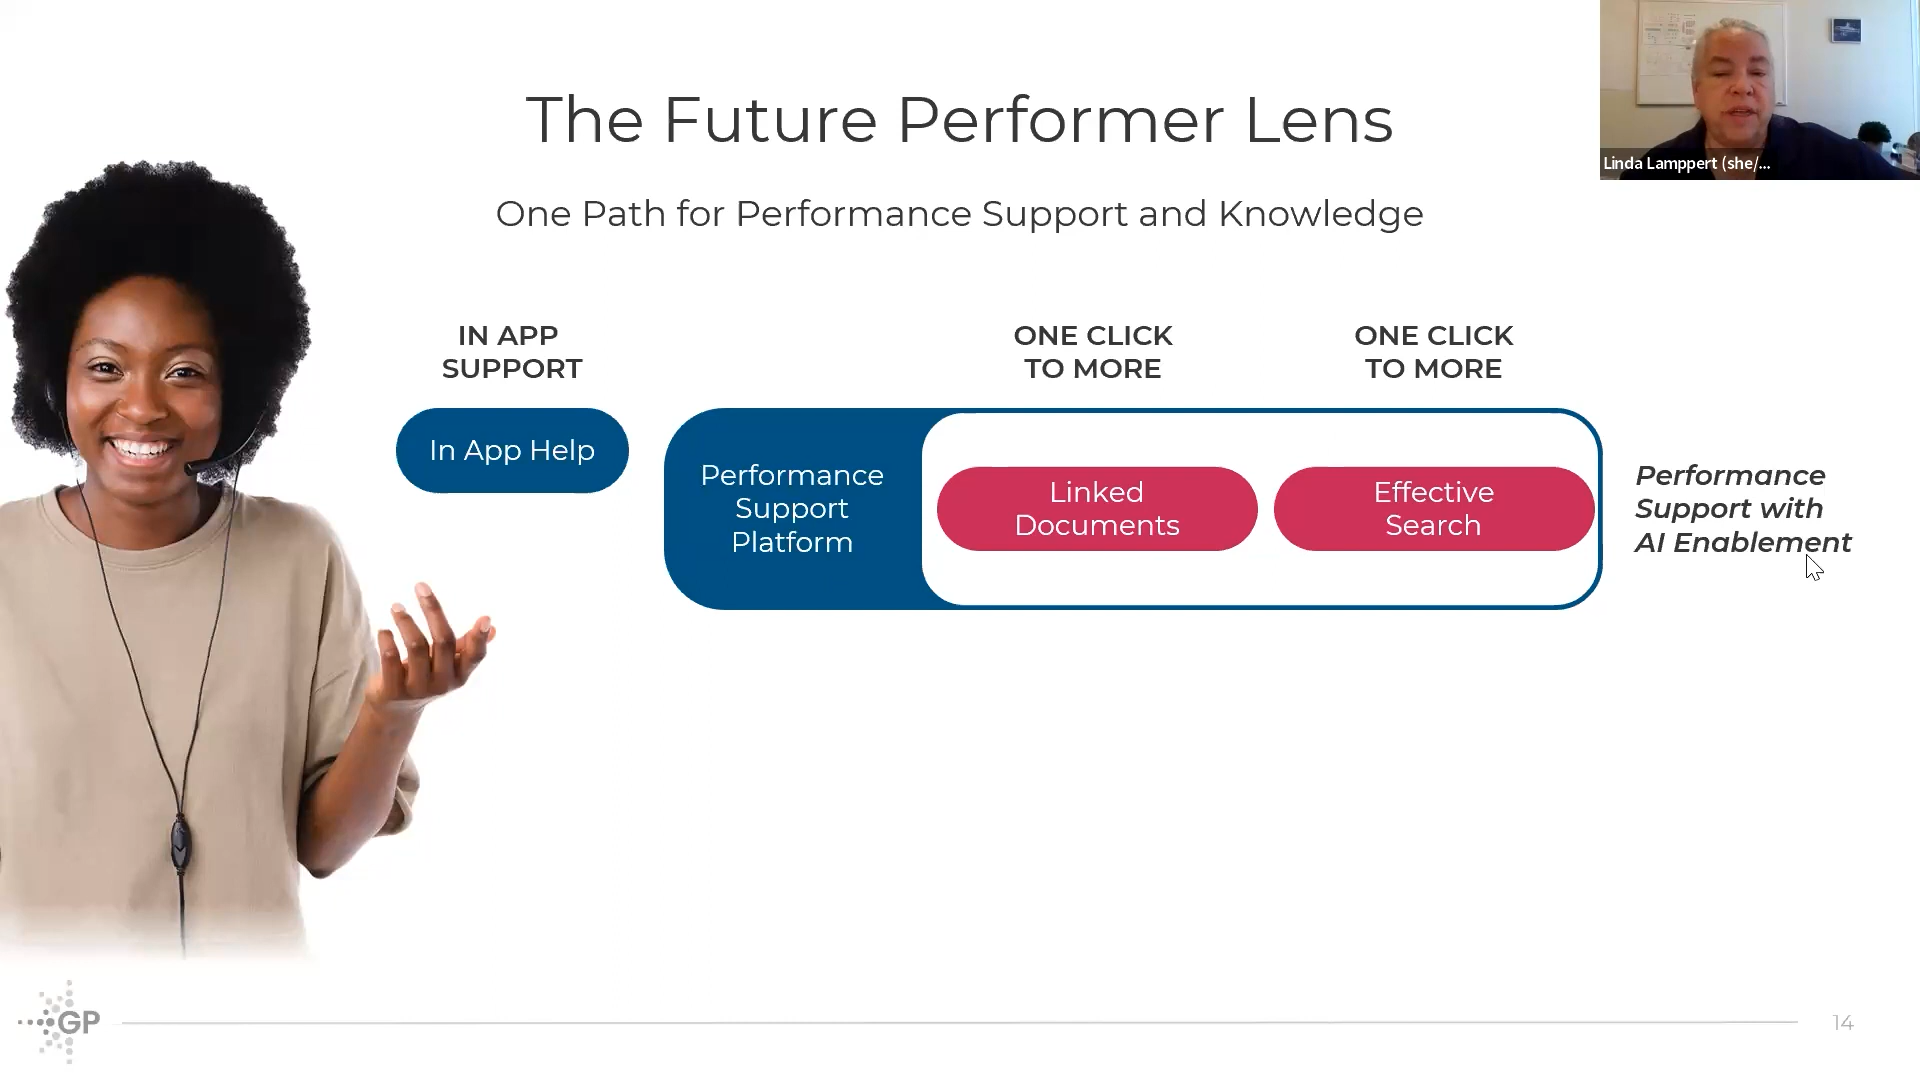 The Future Performer Lens
One Path for Performance Support and Knowledge
Linda Lamppert (she/...
IN APP
SUPPORT
ONE CLICK
TO MORE
ONE CLICK
TO MORE
In App Help
Performance
Support
Platform
Linked
Documents
Effective
Search
Performance
Support with
AI Enablement
GP
14